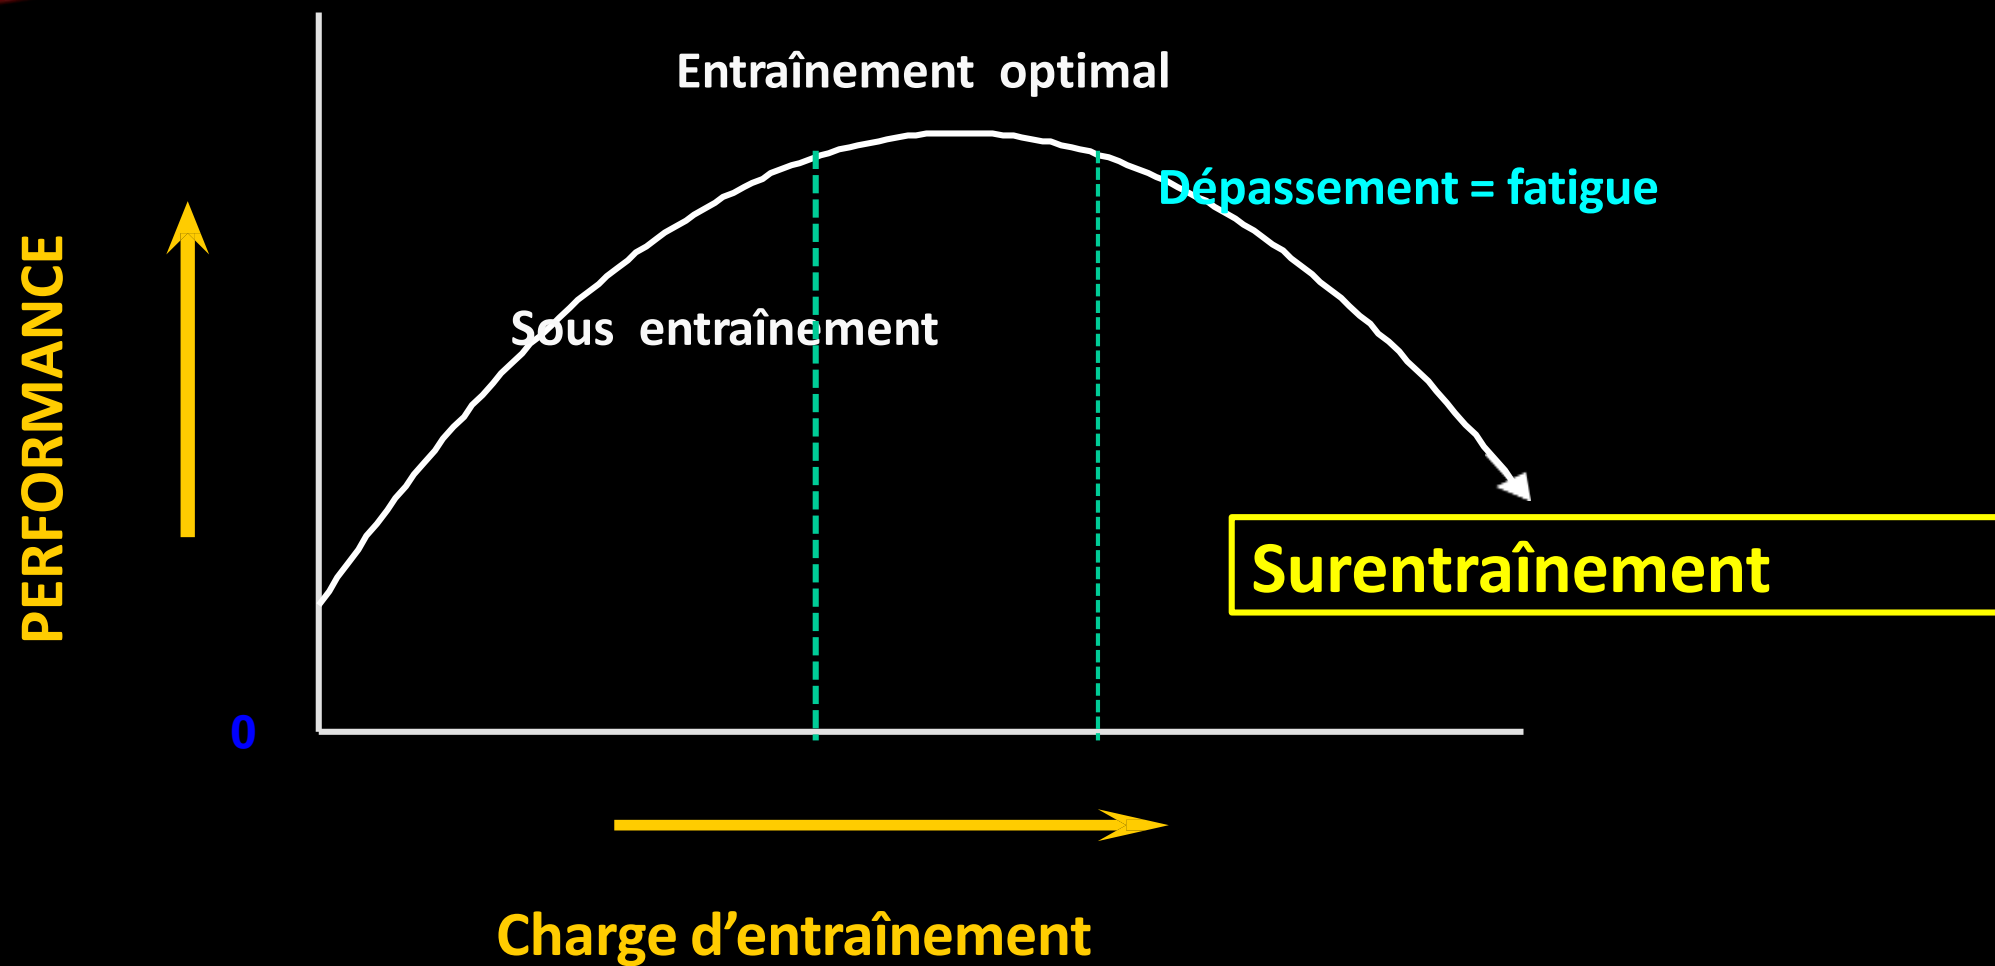 Entraînement optimal
Dépassement = fatigue
Sous entraînement
PERFORMANCE
Surentraînement
0
Charge d’entraînement